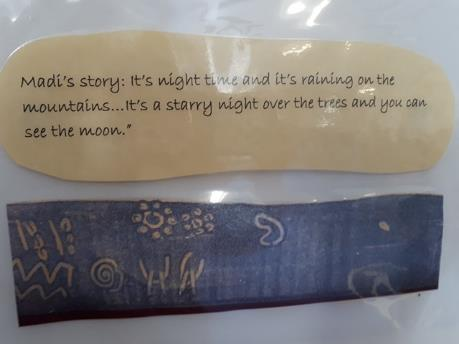 Madi's story: It's night time and it's raining on the
mountains...It's a starry night over the trees and you can
see the moon."